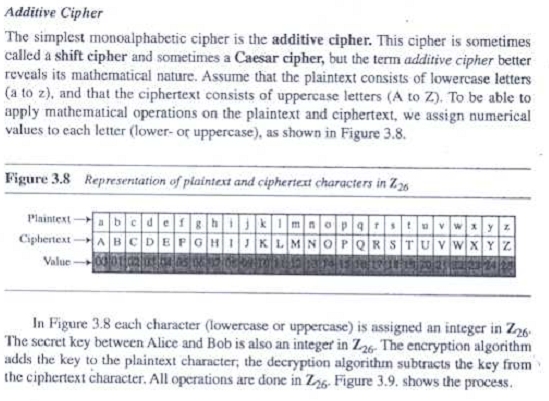 Additive Cipher
The simplest monoalphabetic cipher is the additive cipher. This cipher is sometimes
called a shift cipher and sometimes a Caesar cipher, but the term additive cipher better
reveals its mathematical nature. Assume that the plaintext consists of lowercase letters
(a to z), and that the ciphertext consists of uppercase letters (A to Z). To be able to
apply mathematical operations on the plaintext and ciphertext, we assign numerical
values to each letter (lower- or uppercase), as shown in Figure 3.8.
Figure 3.8 Representation of plaintext and ciphertext characters in Z26
Plaintext → a b c d e f g h i j k l m n o p q r s t u v w x y z
Ciphertext → A B C D E F G H I J K L M N O P Q R S T U V W X Y Z
Value → 00 01 02 03 04 05 06 07 08 09 10 11 12 13 14 15 16 17 18 19 20 21 22 23 24 25
In Figure 3.8 each character (lowercase or uppercase) is assigned an integer in Z26.
The secret key between Alice and Bob is also an integer in Z26. The encryption algorithm
adds the key to the plaintext character; the decryption algorithm subtracts the key from
the ciphertext character. All operations are done in Z26. Figure 3.9. shows the process.